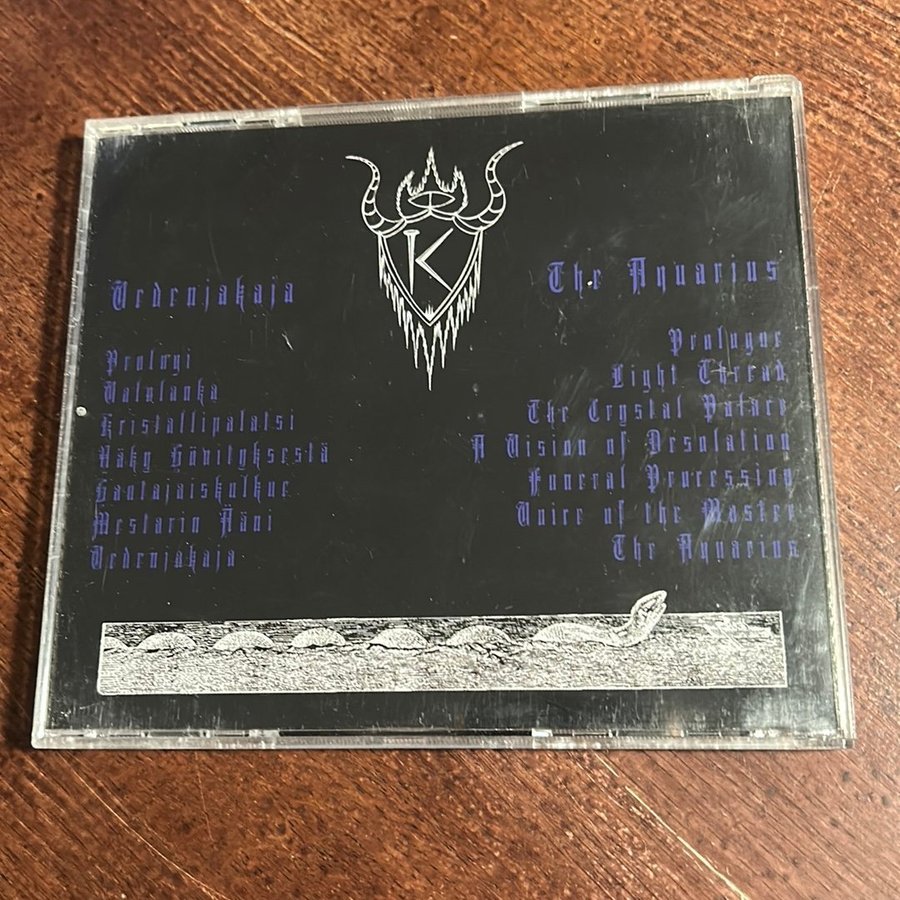 K
Vedenjakaja
Prologi
Valolanka
Kristallipalatsi
Näky Hävityksestä
Hautajaiskulkue
Mestarin Ääni
Vedenjakaja
The Aquarius
Prologue
Light Thread
The Crystal Palace
A Vision of Desolation
Funeral Procession
Voice of the Master
The Aquarius